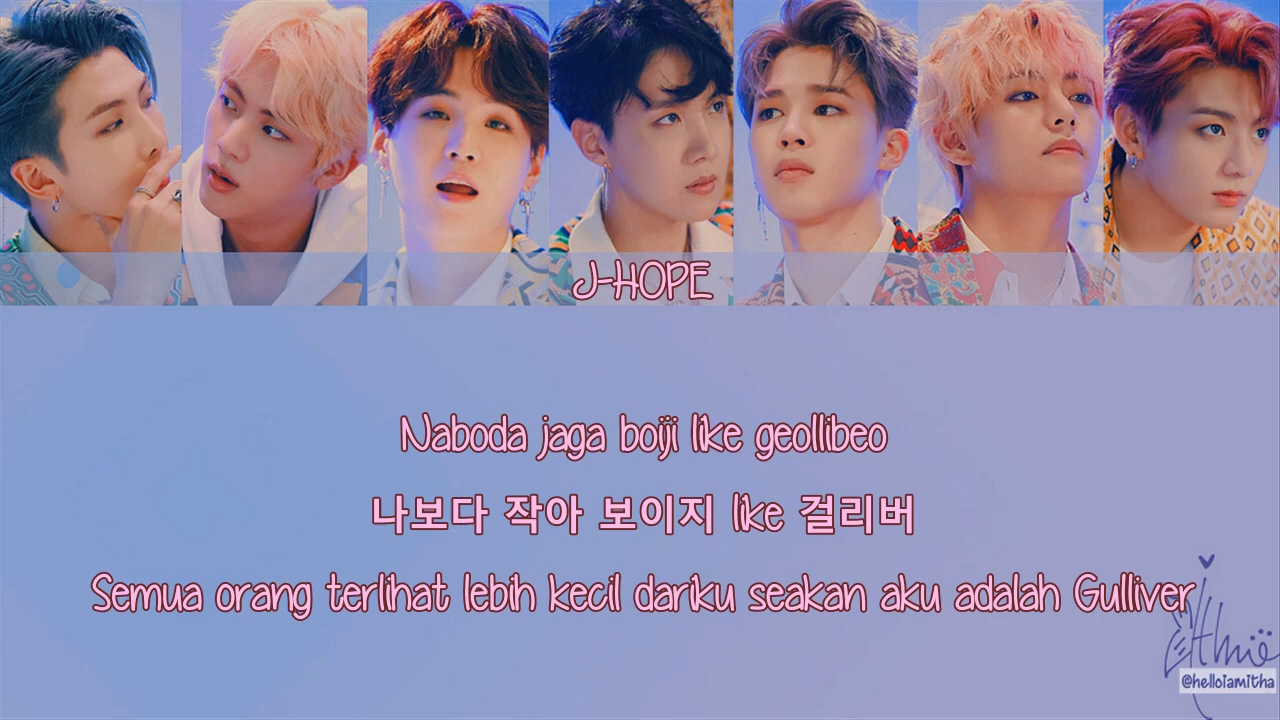 J-HOPE
Naboda jaga boiji like geollibeo
나보다 작아 보이지 like 걸리버
Semua orang terlihat lebih kecil dariku seakan aku adalah Gulliver
@helloiamitha